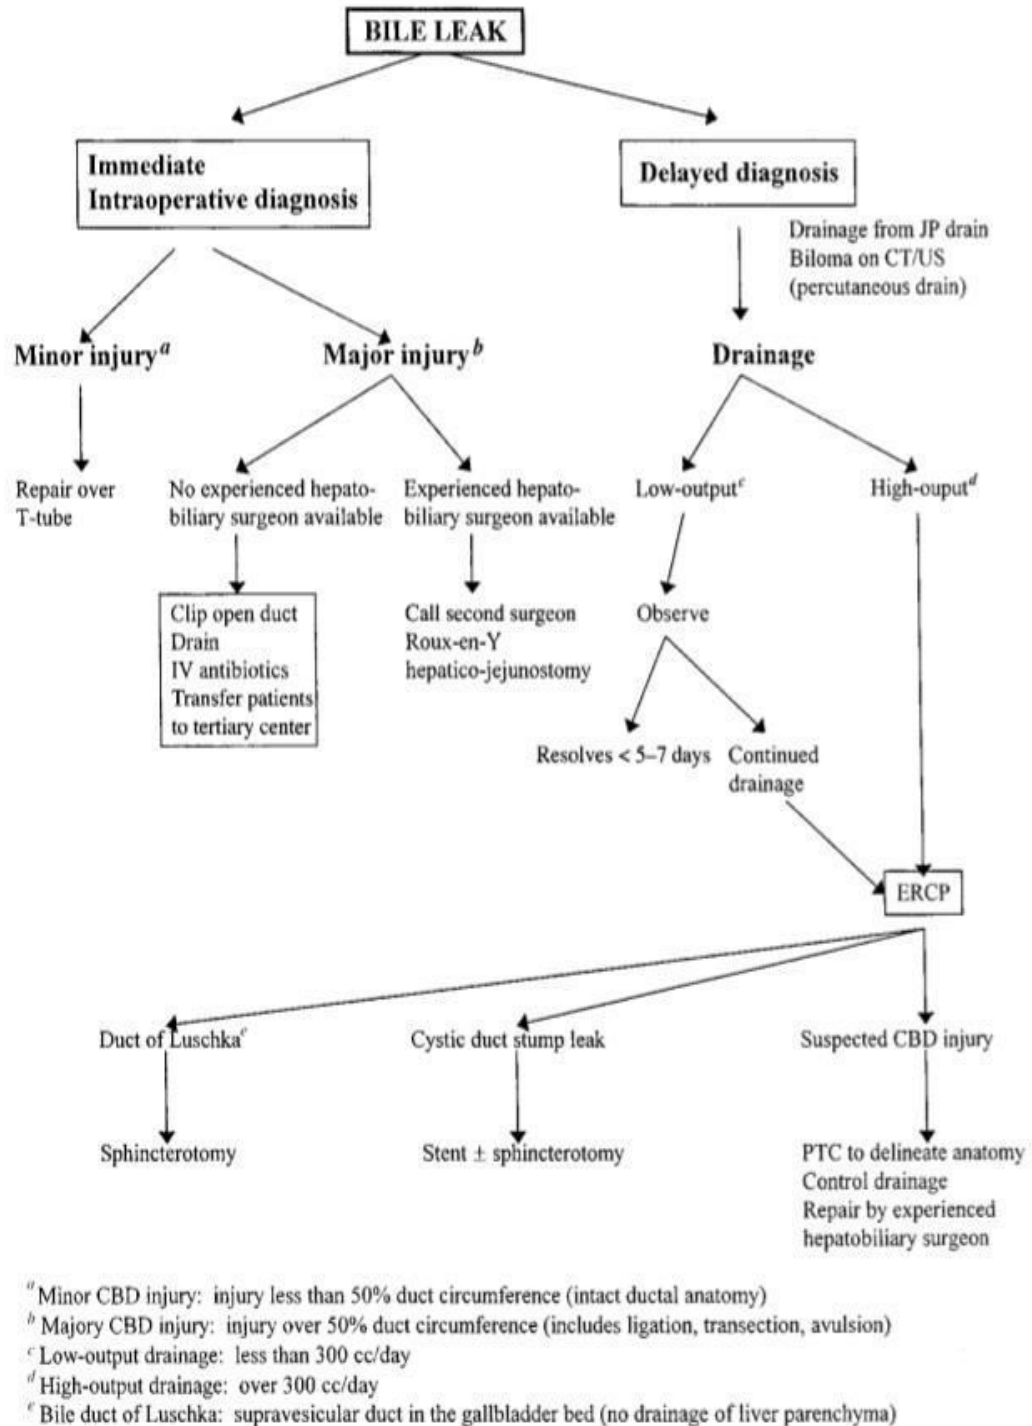 BILE LEAK
Immediate
Intraoperative diagnosis
Delayed diagnosis
Drainage from JP drain
Biloma on CT/US
(percutaneous drain)
Minor injury a
Major injury b
Drainage
Repair over
T-tube
No experienced hepato-
biliary surgeon available
Experienced hepato-
biliary surgeon available
Low-output c
High-ouput d
Clip open duct
Drain
IV antibiotics
Transfer patients
to tertiary center
Call second surgeon
Roux-en-Y
hepatico-jejunostomy
Observe
Resolves < 5–7 days
Continued
drainage
ERCP
Duct of Luschka e
Cystic duct stump leak
Suspected CBD injury
Sphincterotomy
Stent ± sphincterotomy
PTC to delineate anatomy
Control drainage
Repair by experienced
hepatobiliary surgeon
a Minor CBD injury: injury less than 50% duct circumference (intact ductal anatomy)
b Majory CBD injury: injury over 50% duct circumference (includes ligation, transection, avulsion)
c Low-output drainage: less than 300 cc/day
d High-output drainage: over 300 cc/day
e Bile duct of Luschka: supravesicular duct in the gallbladder bed (no drainage of liver parenchyma)